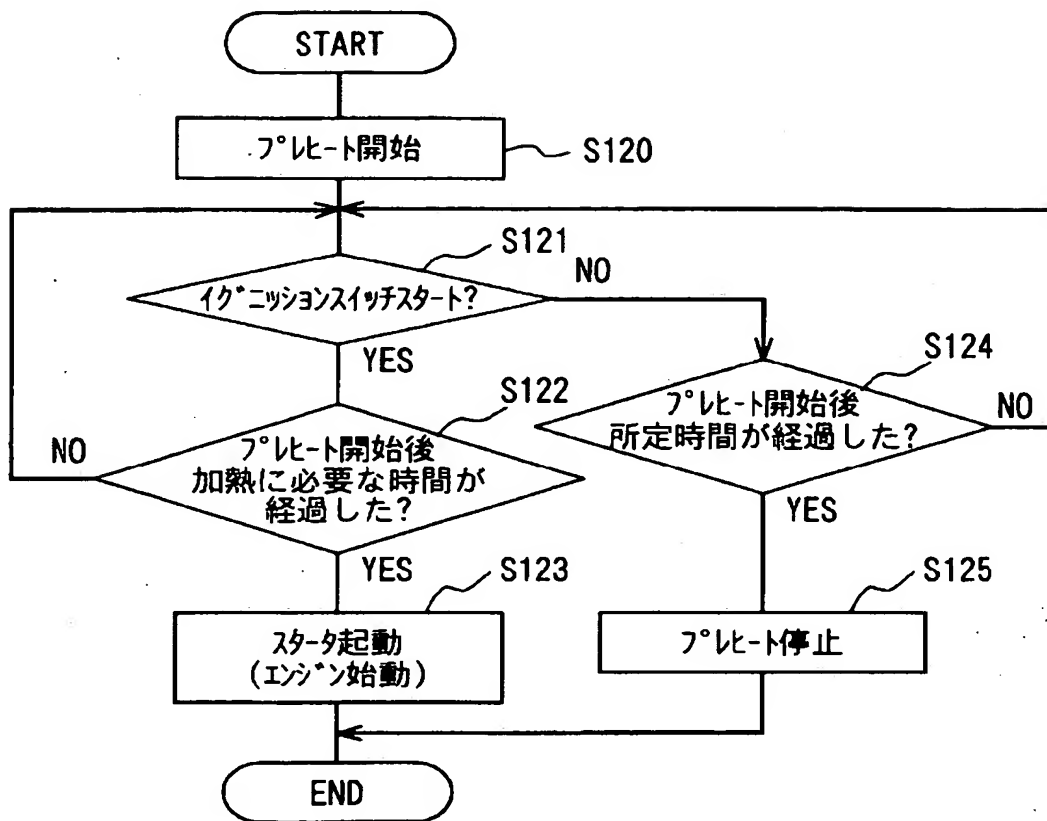 START
プレヒート開始
S120
S121
イグニッションスイッチスタート?
NO
YES
S122
プレヒート開始後
加熱に必要な時間が
経過した?
NO
YES
S123
スタータ起動
(エンジン始動)
S124
プレヒート開始後
所定時間が経過した?
NO
YES
S125
プレヒート停止
END